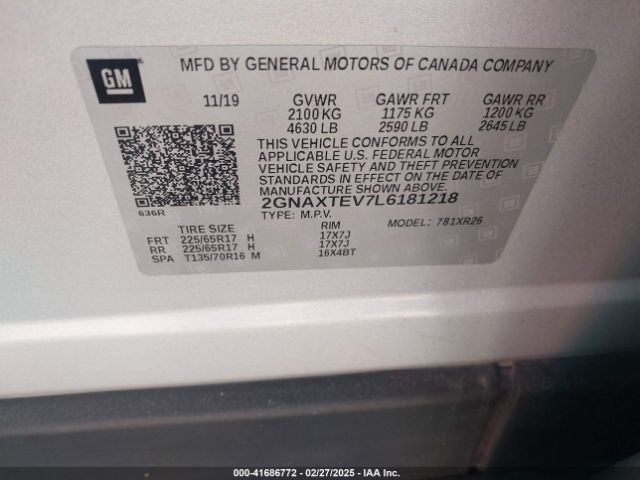 GM
MFD BY GENERAL MOTORS OF CANADA COMPANY
11/19 GVWR GAWR FRT GAWR RR
2100 KG 1175 KG 1200 KG
4630 LB 2590 LB 2645 LB
THIS VEHICLE CONFORMS TO ALL
APPLICABLE U.S. FEDERAL MOTOR
VEHICLE SAFETY AND THEFT PREVENTION
STANDARDS IN EFFECT ON THE DATE OF
MANUFACTURE SHOWN ABOVE.
636R
2GNAXTEV7L6181218
TYPE: M.P.V. MODEL: 781XR26
TIRE SIZE RIM
FRT 225/65R17 H 17X7J
RR 225/65R17 H 17X7J
SPA T135/70R16 M 16X4BT
000-41686772 | 02/27/2025 | IAA Inc.